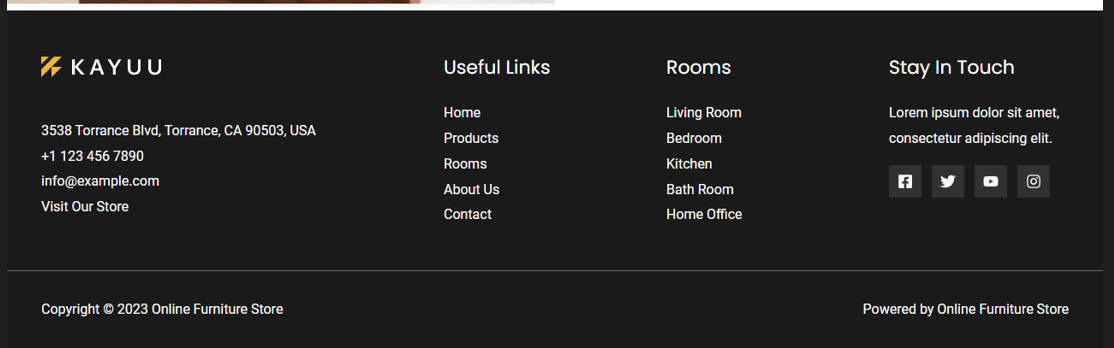 KAYUU
3538 Torrance Blvd, Torrance, CA 90503, USA
+1 123 456 7890
info@example.com
Visit Our Store
Useful Links
Home
Products
Rooms
About Us
Contact
Rooms
Living Room
Bedroom
Kitchen
Bath Room
Home Office
Stay In Touch
Lorem ipsum dolor sit amet,
consectetur adipiscing elit.
Copyright © 2023 Online Furniture Store
Powered by Online Furniture Store